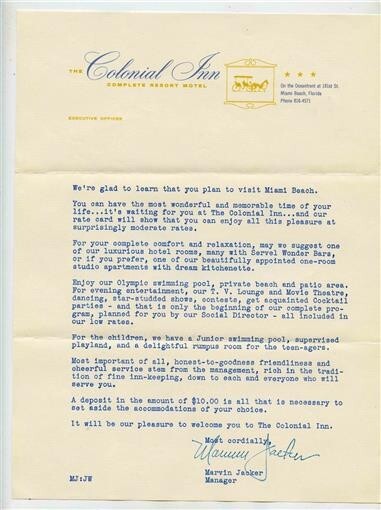 THE Colonial Inn
COMPLETE RESORT MOTEL
On the Oceanfront at 181st St.
Miami Beach, Florida
Phone 816-4571
EXECUTIVE OFFICES
We're glad to learn that you plan to visit Miami Beach.
You can have the most wonderful and memorable time of your
life...it's waiting for you at The Colonial Inn...and our
rate card will show that you can enjoy all this pleasure at
surprisingly moderate rates.
For your complete comfort and relaxation, may we suggest one
of our luxurious hotel rooms, many with Servel Wonder Bars,
or if you prefer, one of our beautifully appointed one-room
studio apartments with dream kitchenette.
Enjoy our Olympic swimming pool, private beach and patio area.
For evening entertainment, our T. V. Lounge and Movie Theatre,
dancing, star-studded shows, contests, get acquainted Cocktail
parties - and that is only the beginning of our complete pro-
gram, planned for you by our Social Director - all included in
our low rates.
For the children, we have a Junior swimming pool, supervised
playland, and a delightful rumpus room for the teen-agers.
Most important of all, honest-to-goodness friendliness and
cheerful service stem from the management, rich in the tradi-
tion of fine inn-keeping, down to each and everyone who will
serve you.
A deposit in the amount of $10.00 is all that is necessary to
set aside the accommodations of your choice.
It will be our pleasure to welcome you to The Colonial Inn.
Most cordially,
Marvin Jacker
Marvin Jacker
Manager
MJ:JW